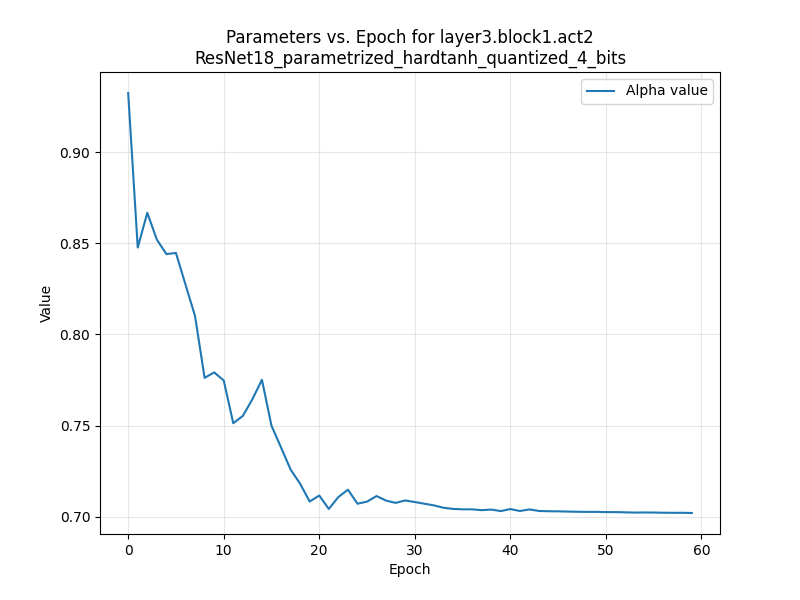 Parameters vs. Epoch for layer3.block1.act2
ResNet18_parametrized_hardtanh_quantized_4_bits
Alpha value
0.90
0.85
0.80
0.75
0.70
Value
0 10 20 30 40 50 60
Epoch